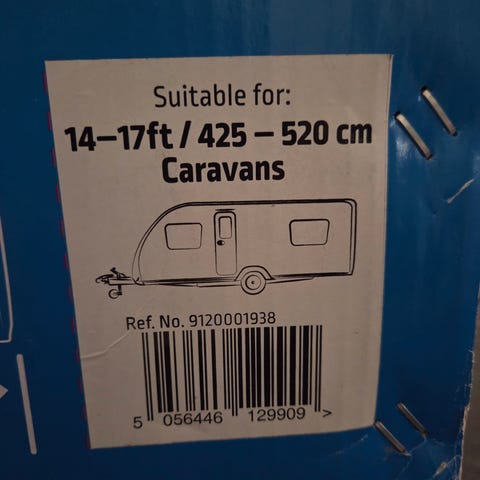 Suitable for:
14–17ft / 425 – 520 cm
Caravans
Ref. No. 9120001938
5 056446 129909 >